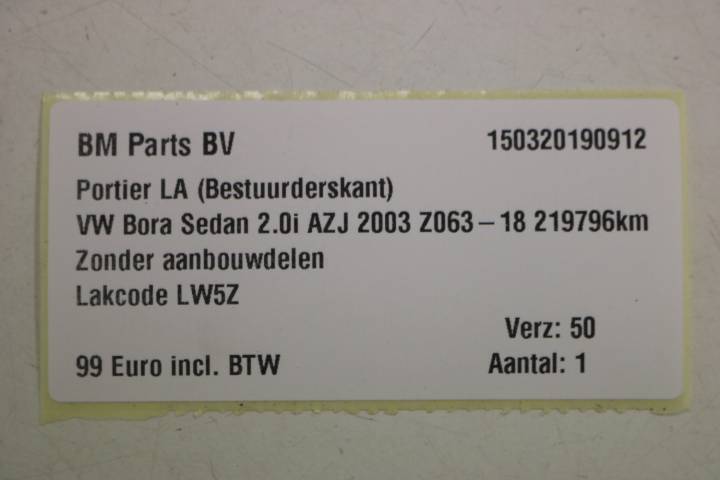 BM Parts BV 150320190912
Portier LA (Bestuurderskant)
VW Bora Sedan 2.0i AZJ 2003 Z063-18 219796km
Zonder aanbouwdelen
Lakcode LW5Z
Verz: 50
99 Euro incl. BTW Aantal: 1